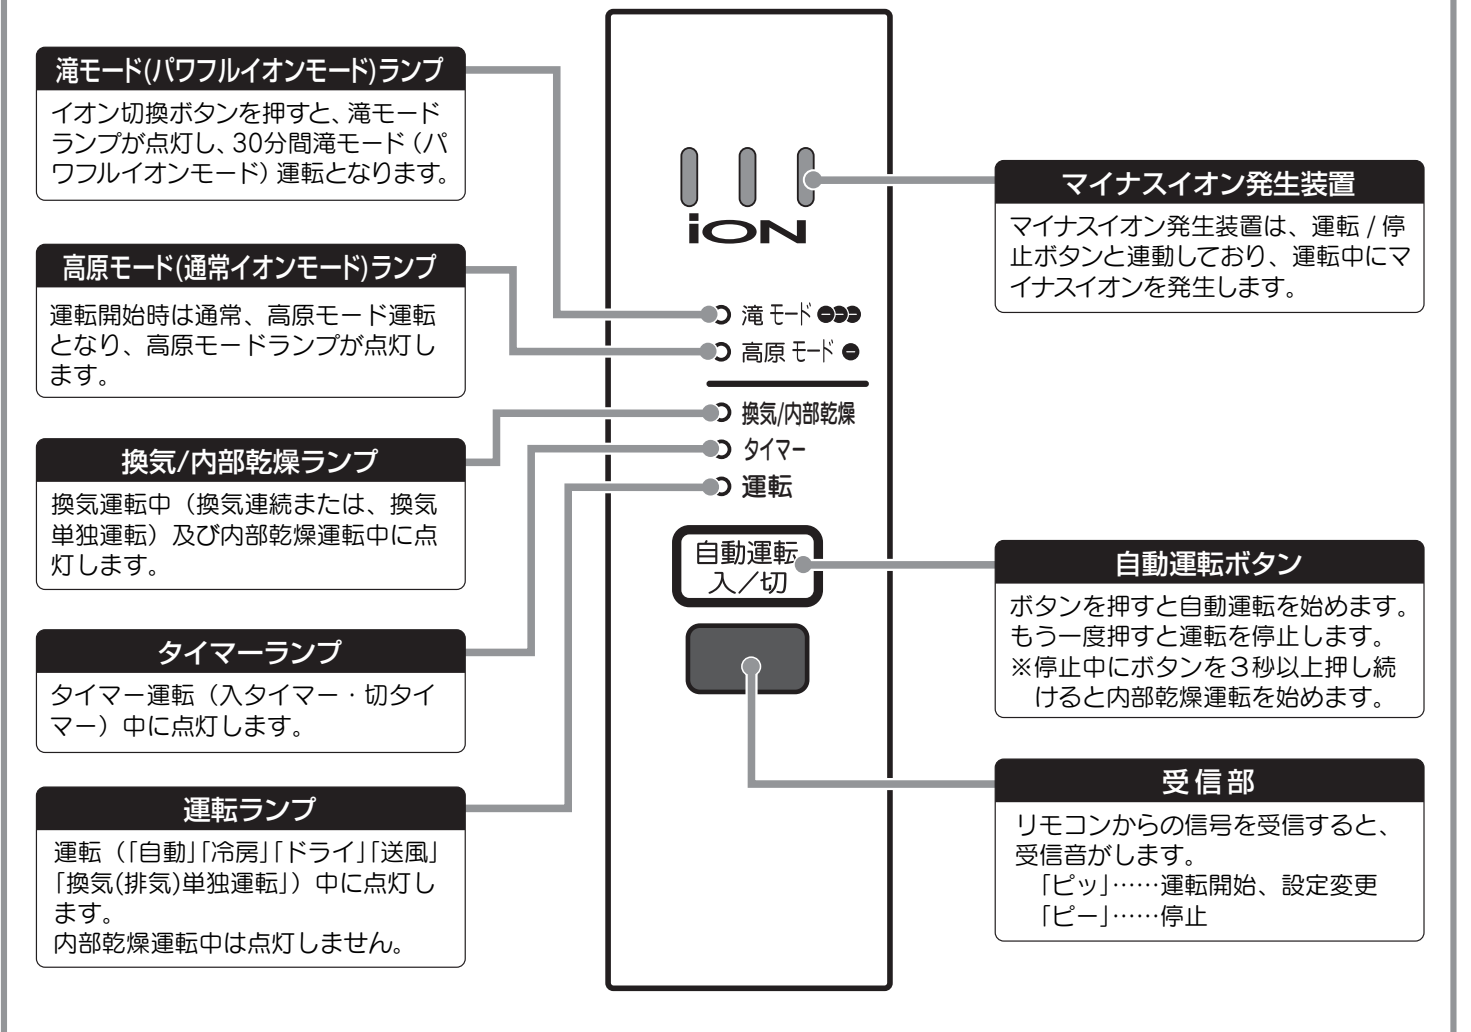 滝モード(パワフルイオンモード)ランプ
イオン切換ボタンを押すと、滝モード
ランプが点灯し、30分間滝モード（パ
ワフルイオンモード）運転となります。
高原モード(通常イオンモード)ランプ
運転開始時は通常、高原モード運転
となり、高原モードランプが点灯し
ます。
換気/内部乾燥ランプ
換気運転中（換気連続または、換気
単独運転）及び内部乾燥運転中に点
灯します。
タイマーランプ
タイマー運転（入タイマー・切タイ
マー）中に点灯します。
運転ランプ
運転（｢自動｣｢冷房｣｢ドライ｣｢送風｣
｢換気(排気)単独運転｣）中に点灯し
ます。
内部乾燥運転中は点灯しません。
iON
滝 モード
高原 モード
換気/内部乾燥
タイマー
運転
自動運転
入／切
マイナスイオン発生装置
マイナスイオン発生装置は、運転 / 停
止ボタンと連動しており、運転中にマ
イナスイオンを発生します。
自動運転ボタン
ボタンを押すと自動運転を始めます。
もう一度押すと運転を停止します。
※停止中にボタンを３秒以上押し続
けると内部乾燥運転を始めます。
受信部
リモコンからの信号を受信すると、
受信音がします。
｢ピッ｣……運転開始、設定変更
｢ピー｣……停止